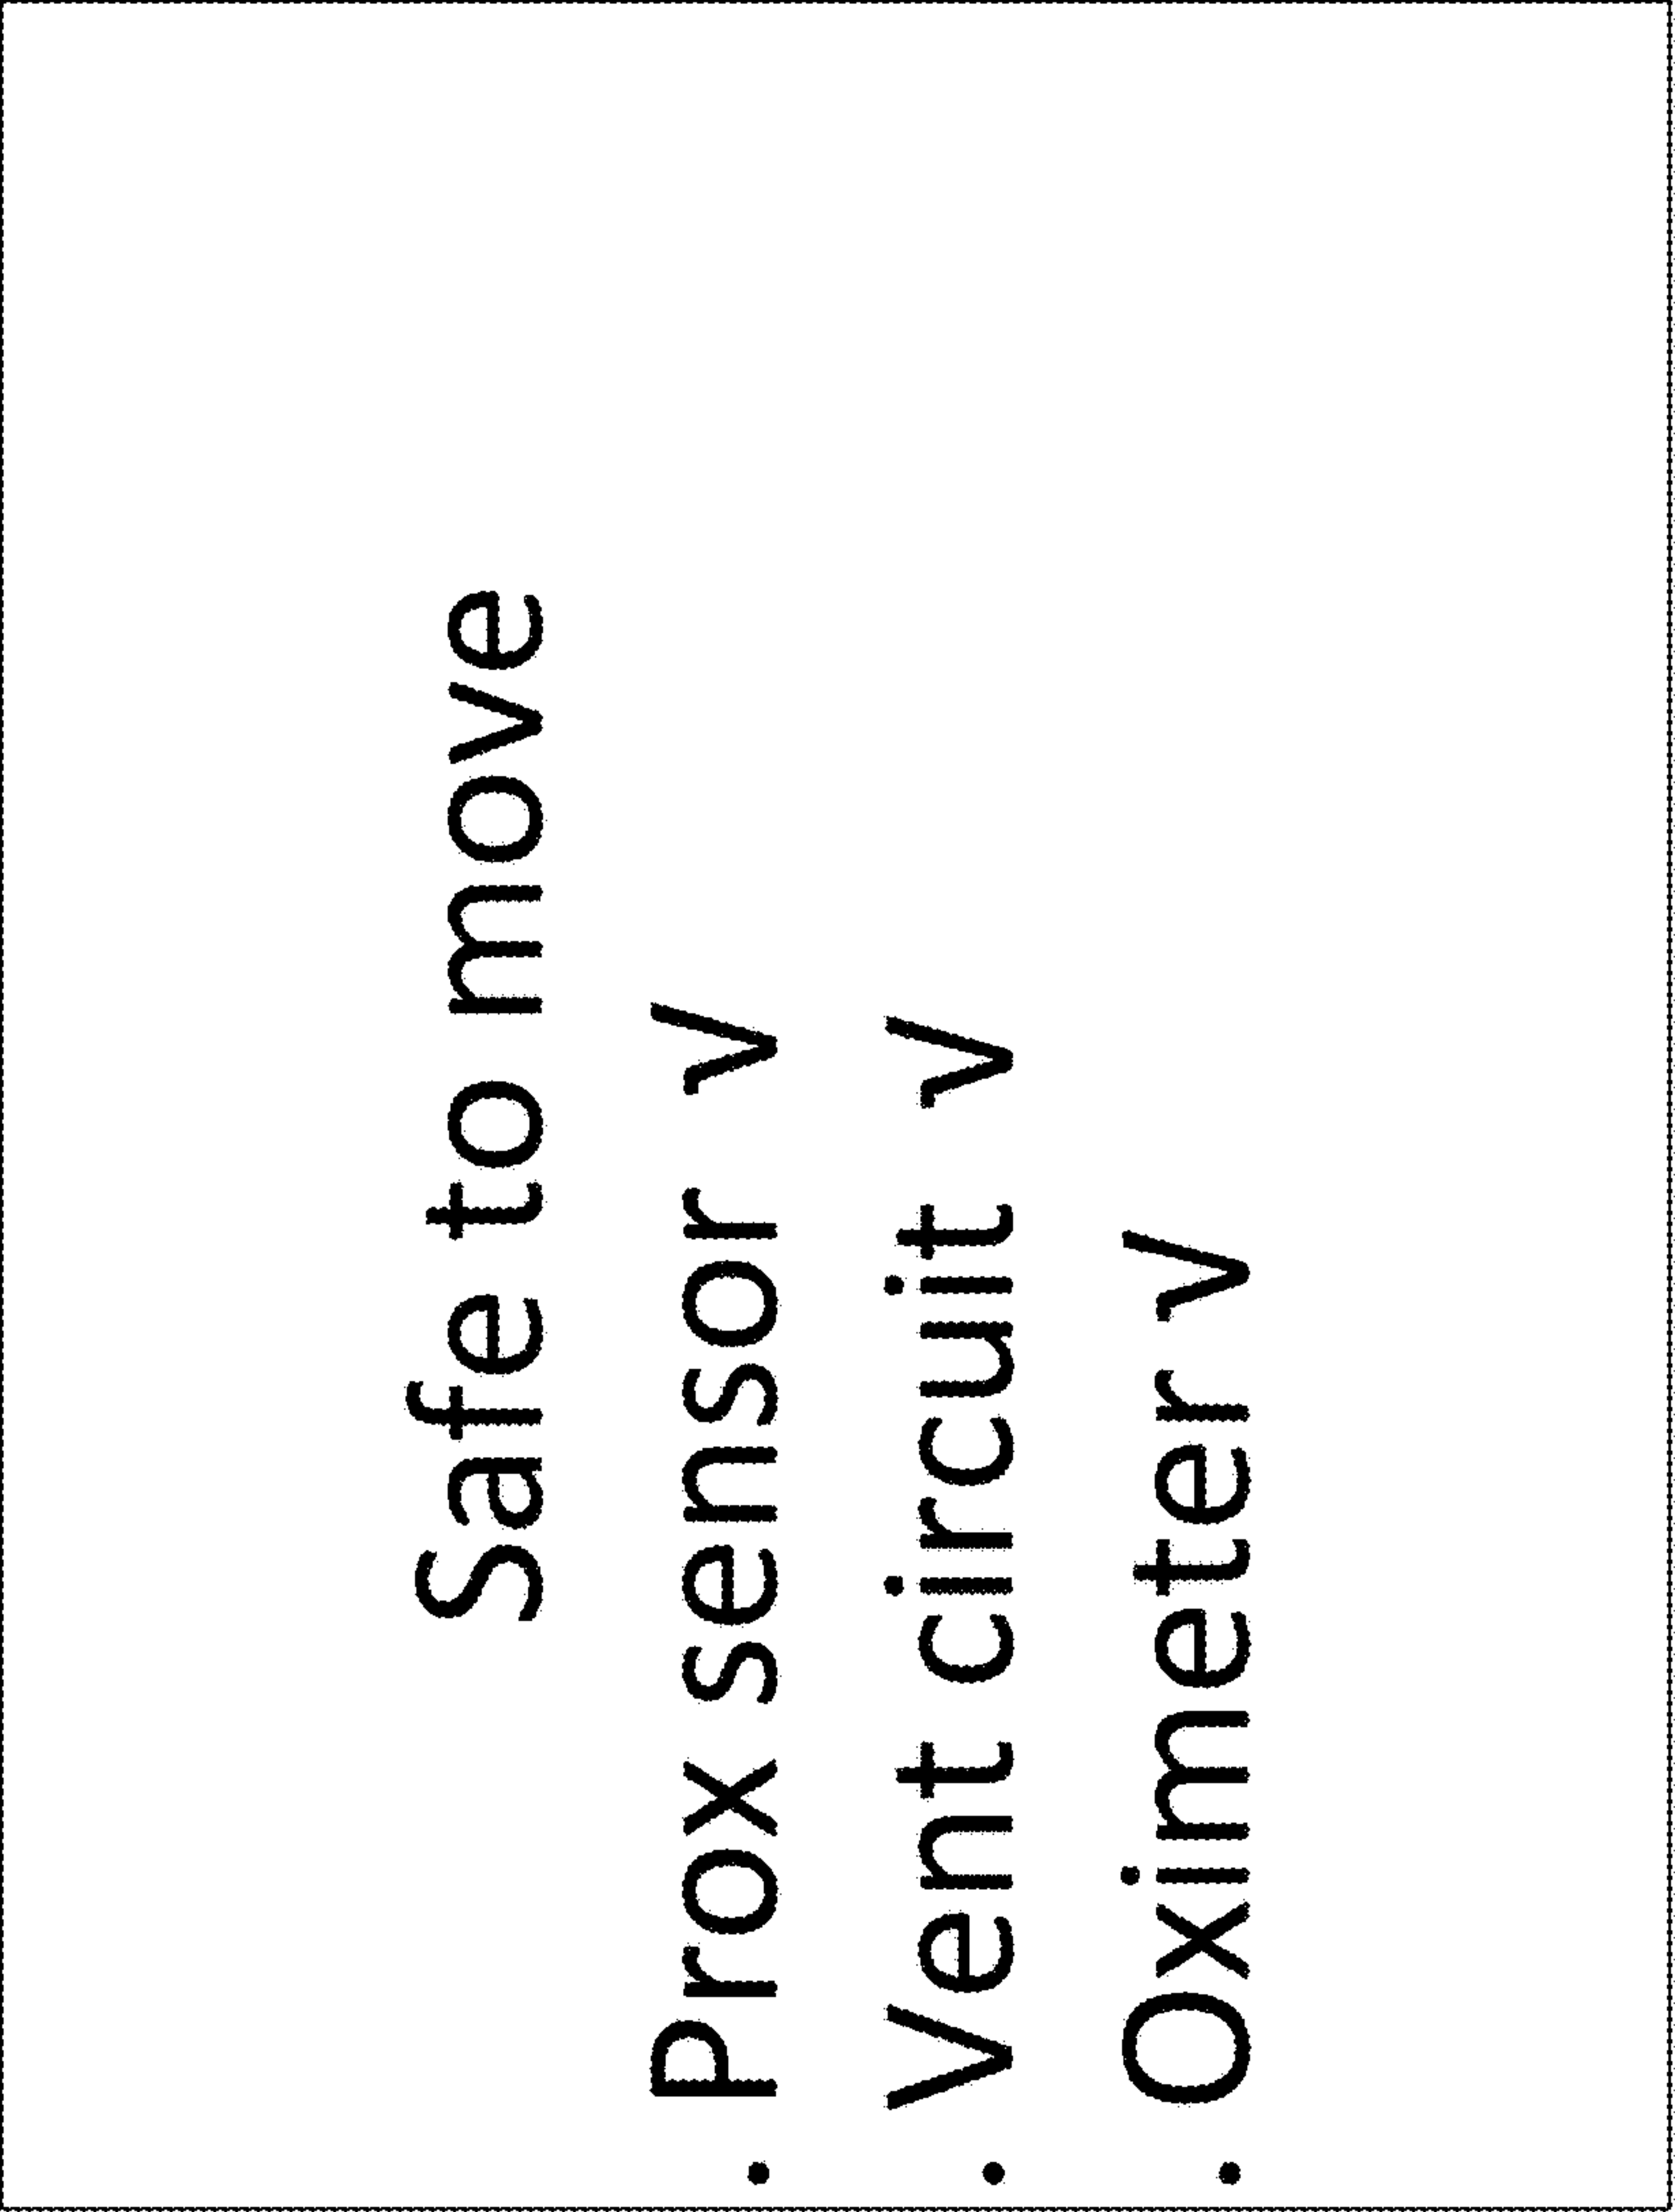 Safe to move
. Prox sensor √
. Vent circuit √
. Oximeter √